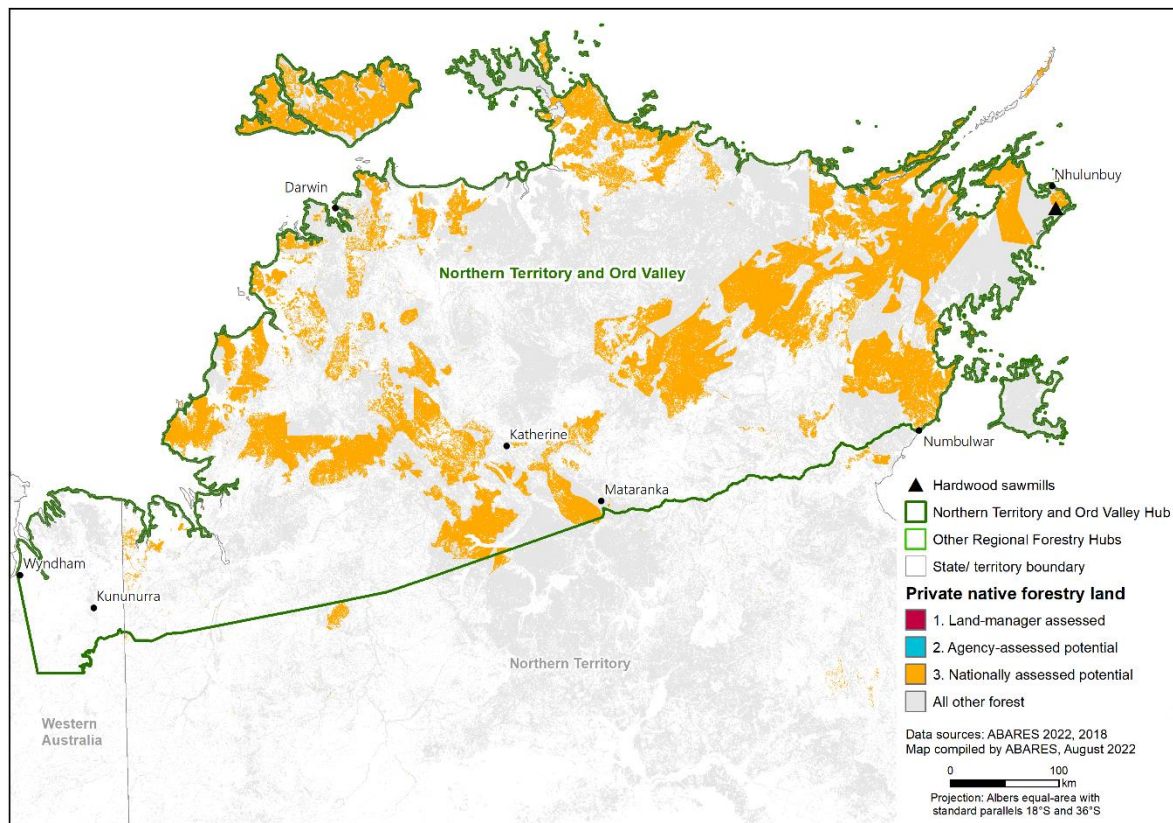 Darwin
Nhulunbuy
Northern Territory and Ord Valley
Katherine
Numbulwar
Mataranka
Wyndham
Kununurra
Northern Territory
Western
Australia
Hardwood sawmills
Northern Territory and Ord Valley Hub
Other Regional Forestry Hubs
State/ territory boundary
Private native forestry land
1. Land-manager assessed
2. Agency-assessed potential
3. Nationally assessed potential
All other forest
Data sources: ABARES 2022, 2018
Map compiled by ABARES, August 2022
0 100
km
Projection: Albers equal-area with
standard parallels 18°S and 36°S